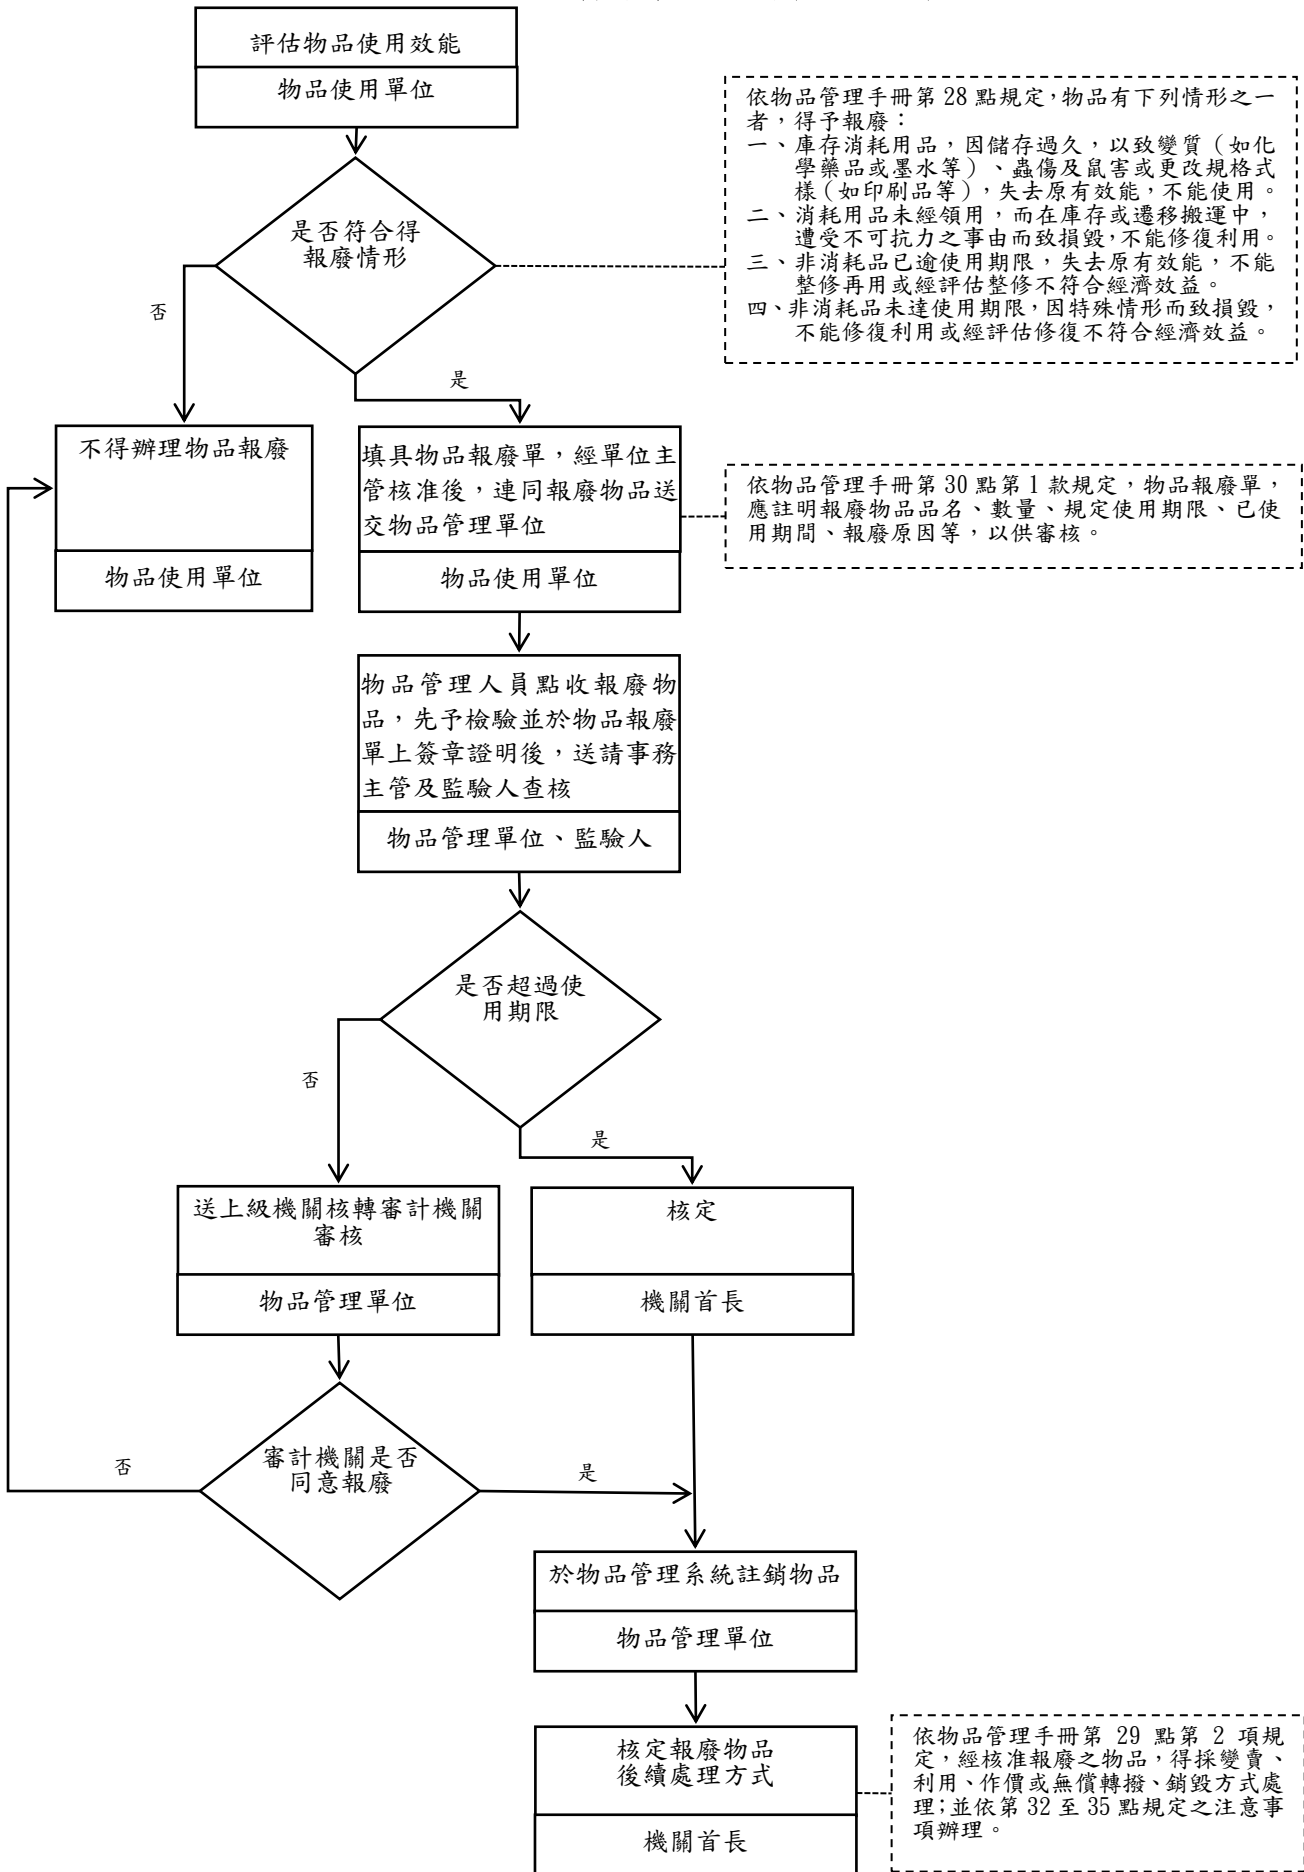 評估物品使用效能
物品使用單位
依物品管理手冊第 28 點規定，物品有下列情形之一
者，得予報廢：
一、庫存消耗用品，因儲存過久，以致變質（如化
學藥品或墨水等）、蟲傷及鼠害或更改規格式
樣（如印刷品等），失去原有效能，不能使用。
二、消耗用品未經領用，而在庫存或遷移搬運中，
遭受不可抗力之事由而致損毀，不能修復利用。
三、非消耗品已逾使用期限，失去原有效能，不能
整修再用或經評估整修不符合經濟效益。
四、非消耗品未達使用期限，因特殊情形而致損毀，
不能修復利用或經評估修復不符合經濟效益。
是否符合得
報廢情形
否
是
不得辦理物品報廢
物品使用單位
填具物品報廢單，經單位主
管核准後，連同報廢物品送
交物品管理單位
物品使用單位
依物品管理手冊第 30 點第 1 款規定，物品報廢單，
應註明報廢物品品名、數量、規定使用期限、已使
用期間、報廢原因等，以供審核。
物品管理人員點收報廢物
品，先予檢驗並於物品報廢
單上簽章證明後，送請事務
主管及監驗人查核
物品管理單位、監驗人
是否超過使
用期限
否
是
送上級機關核轉審計機關
審核
物品管理單位
核定
機關首長
審計機關是否
同意報廢
否
是
於物品管理系統註銷物品
物品管理單位
核定報廢物品
後續處理方式
機關首長
依物品管理手冊第 29 點第 2 項規
定，經核准報廢之物品，得採變賣、
利用、作價或無償轉撥、銷毀方式處
理；並依第 32 至 35 點規定之注意事
項辦理。